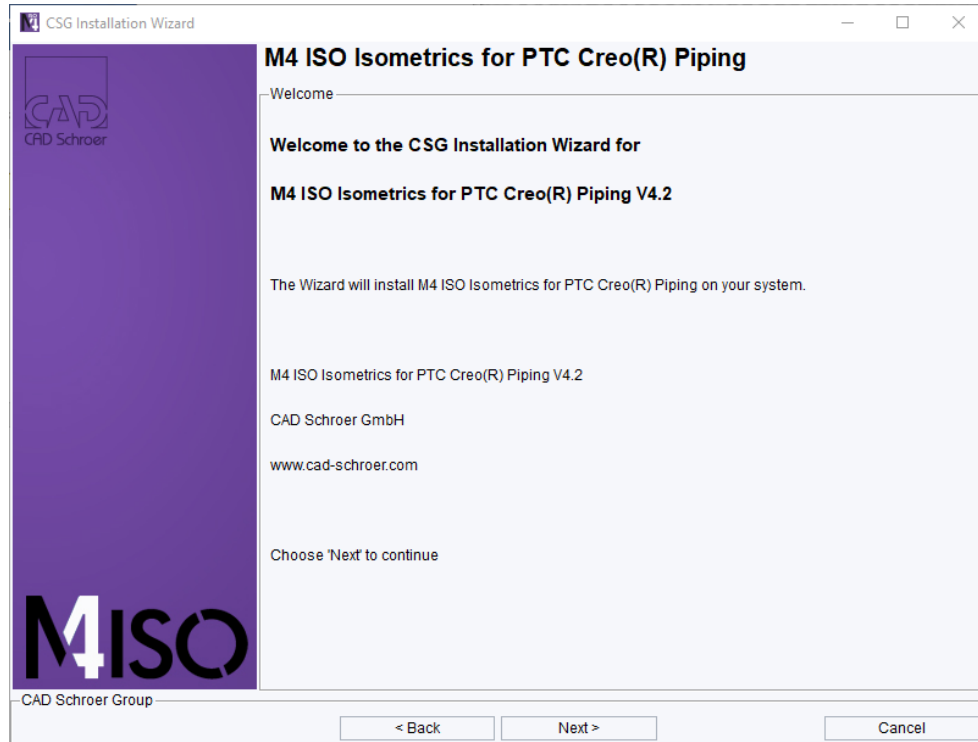 CSG Installation Wizard
M4 ISO Isometrics for PTC Creo(R) Piping
CAD
CAD Schroer
Welcome
Welcome to the CSG Installation Wizard for
M4 ISO Isometrics for PTC Creo(R) Piping V4.2
The Wizard will install M4 ISO Isometrics for PTC Creo(R) Piping on your system.
M4 ISO Isometrics for PTC Creo(R) Piping V4.2
CAD Schroer GmbH
www.cad-schroer.com
Choose 'Next' to continue
M4ISO
CAD Schroer Group
< Back
Next >
Cancel